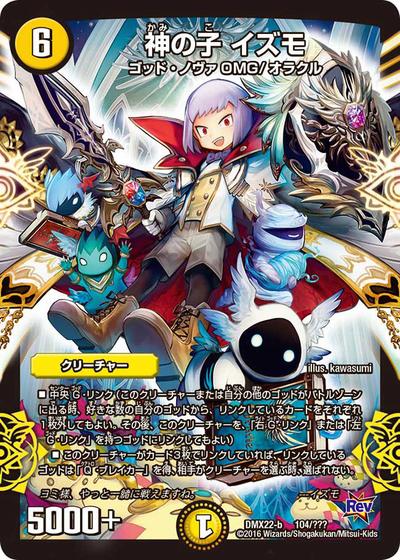 6
かみ こ
神の子 イズモ
ゴッド・ノヴァ OMG/ オラクル
illus. kawasumi
クリーチャー
■中央 G・リンク（このクリーチャーまたは自分の他のゴッドがバトルゾーン
に出る時、好きな数の自分のゴッドから、リンクしているカードをそれぞれ
1枚外してもよい。その後、このクリーチャーを、「右 G・リンク」または「左
G・リンク」を持つゴッドにリンクしてもよい）
■このクリーチャーがカード3枚でリンクしていれば、リンクしている
ゴッドは「Q・ブレイカー」を得、相手がクリーチャーを選ぶ時、選ばれない。
ヨミ様、やっと一緒に戦えますね。 ーイズモ
5000+
1
DMX22-b 104/???
©2016 Wizards/Shogakukan/Mitsui-Kids
Rev